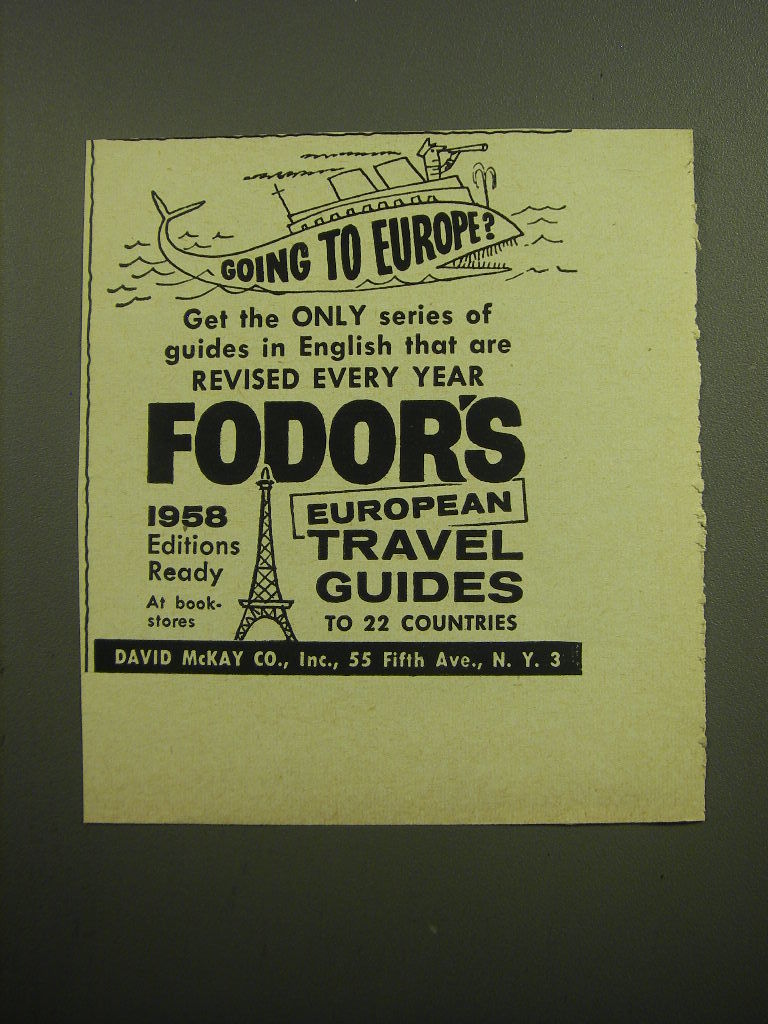 GOING TO EUROPE?
Get the ONLY series of
guides in English that are
REVISED EVERY YEAR
FODOR'S
1958
Editions
Ready
At book-
stores
EUROPEAN
TRAVEL
GUIDES
TO 22 COUNTRIES
DAVID McKAY CO., Inc., 55 Fifth Ave., N. Y. 3